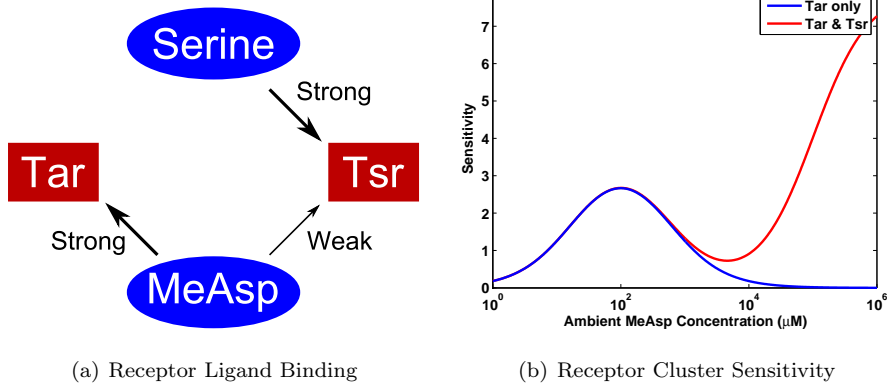 Serine
Strong
Tar
Tsr
Strong
Weak
MeAsp
(a) Receptor Ligand Binding
Tar only
Tar & Tsr
7
6
5
4
3
2
1
0
Sensitivity
10^0
10^2
10^4
10^6
Ambient MeAsp Concentration (μM)
(b) Receptor Cluster Sensitivity